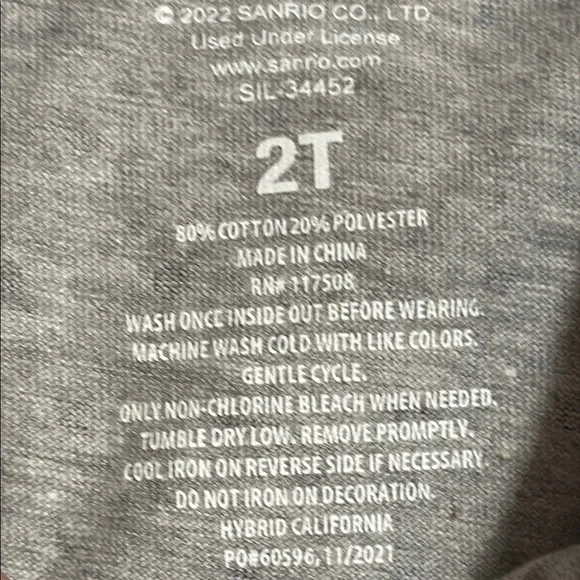 © 2022 SANRIO CO., LTD
Used Under License
www.sanrio.com
SIL-34452
2T
80% COTTON 20% POLYESTER
MADE IN CHINA
RN# 117508
WASH ONCE INSIDE OUT BEFORE WEARING.
MACHINE WASH COLD WITH LIKE COLORS.
GENTLE CYCLE.
ONLY NON-CHLORINE BLEACH WHEN NEEDED.
TUMBLE DRY LOW. REMOVE PROMPTLY.
COOL IRON ON REVERSE SIDE IF NECESSARY.
DO NOT IRON ON DECORATION.
HYBRID CALIFORNIA
PO#60596, 11/2021